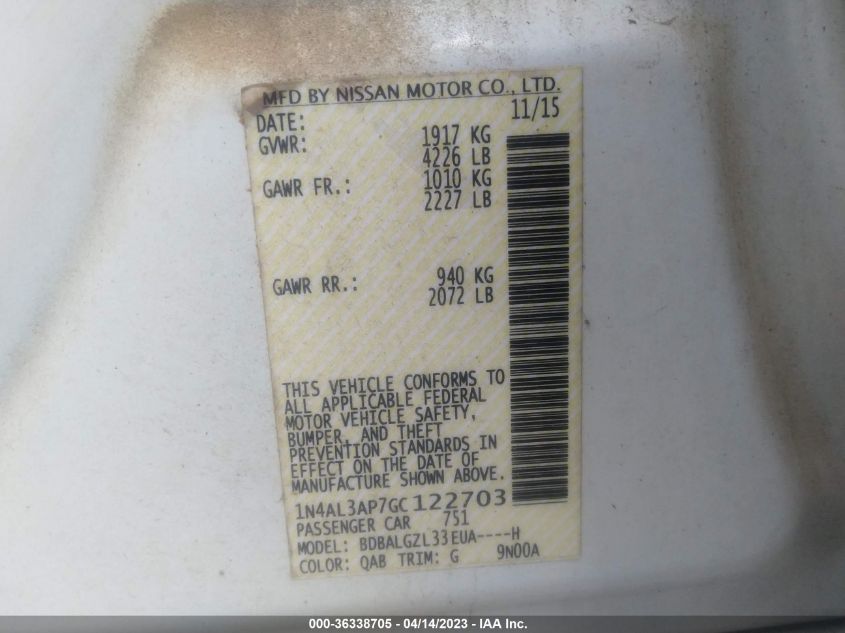 MFD BY NISSAN MOTOR CO., LTD.
DATE: 11/15
GVWR: 1917 KG
4226 LB
GAWR FR.: 1010 KG
2227 LB
GAWR RR.: 940 KG
2072 LB
THIS VEHICLE CONFORMS TO
ALL APPLICABLE FEDERAL
MOTOR VEHICLE SAFETY,
BUMPER, AND THEFT
PREVENTION STANDARDS IN
EFFECT ON THE DATE OF
MANUFACTURE SHOWN ABOVE.
1N4AL3AP7GC122703
PASSENGER CAR 751
MODEL: BDBALGZL33EUA----H
COLOR: QAB TRIM: G 9N00A
000-36338705 - 04/14/2023 - IAA Inc.